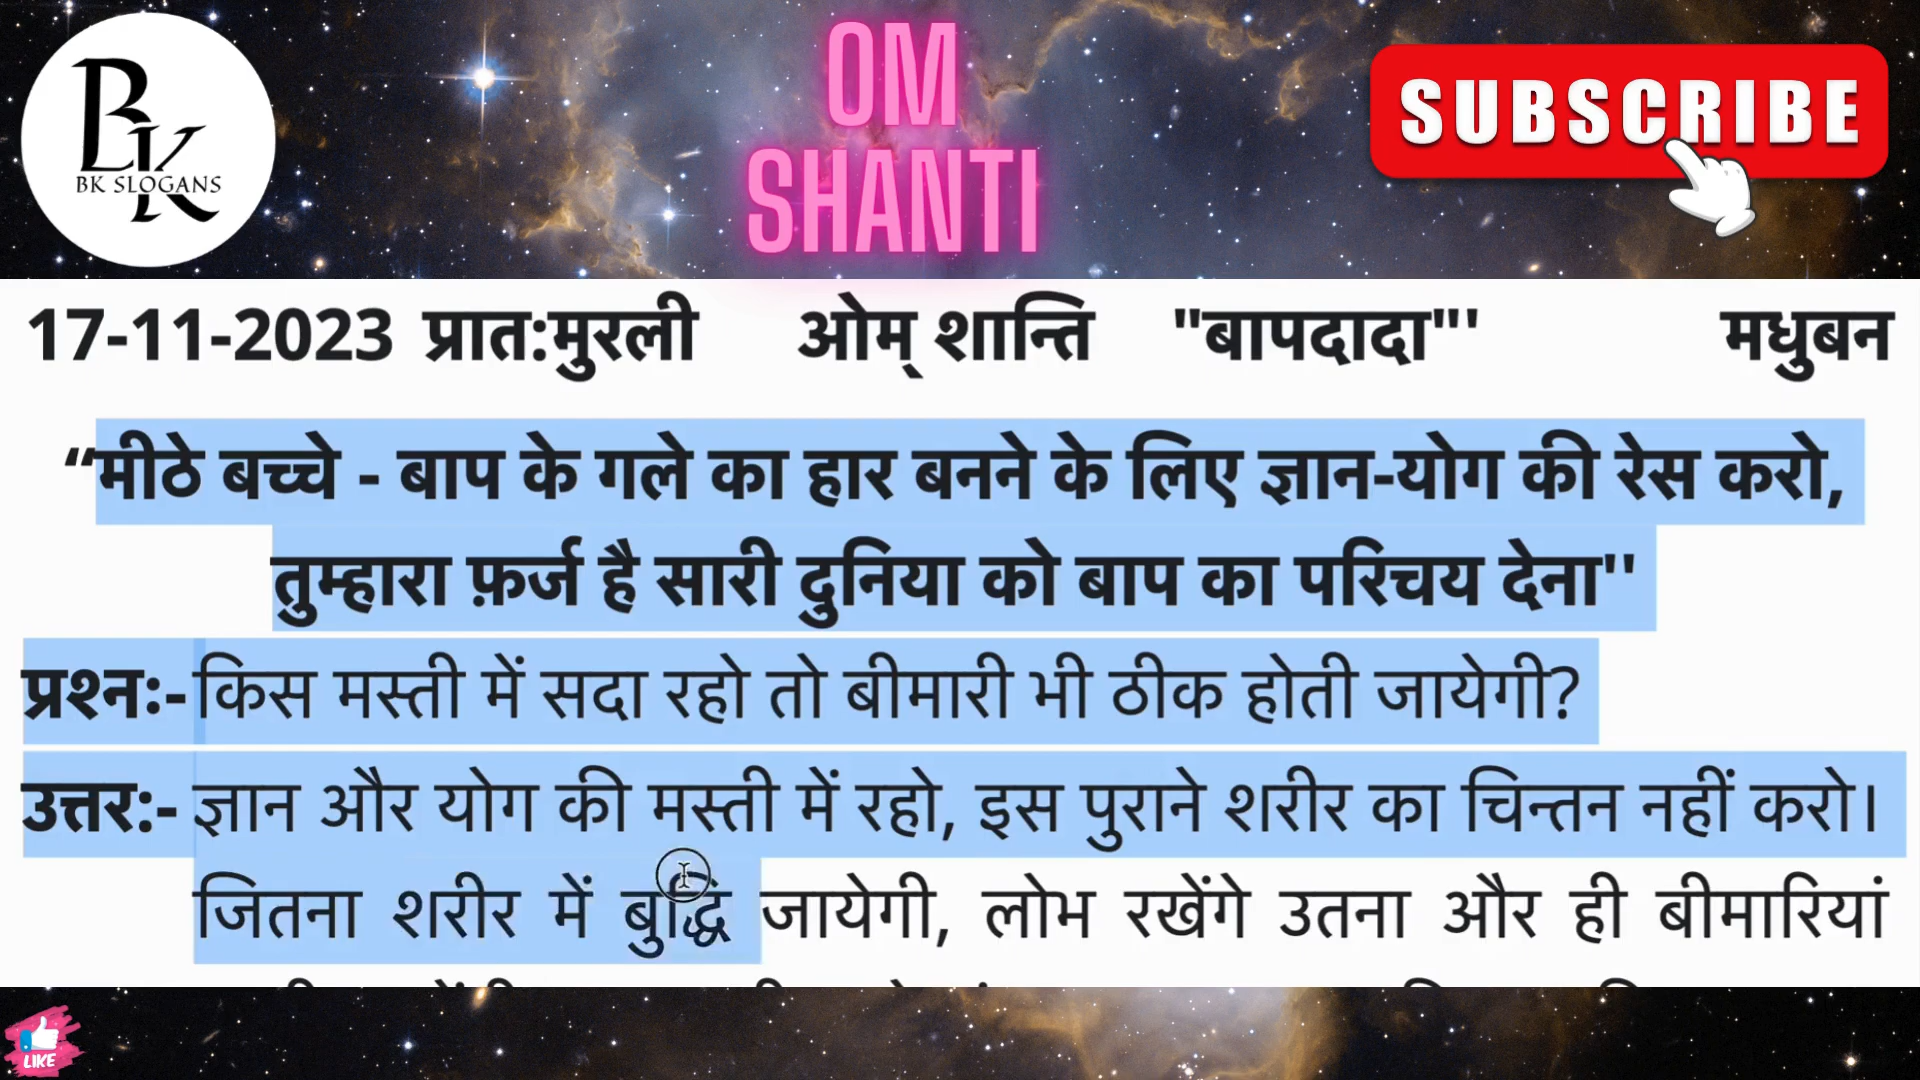 BK
BK SLOGANS
OM
SHANTI
SUBSCRIBE
17-11-2023 प्रात:मुरली ओम् शान्ति "बापदादा"' मधुबन
“मीठे बच्चे - बाप के गले का हार बनने के लिए ज्ञान-योग की रेस करो,
तुम्हारा फ़र्ज है सारी दुनिया को बाप का परिचय देना''
प्रश्नः- किस मस्ती में सदा रहो तो बीमारी भी ठीक होती जायेगी?
उत्तर:- ज्ञान और योग की मस्ती में रहो, इस पुराने शरीर का चिन्तन नहीं करो।
जितना शरीर में बुद्धि जायेगी, लोभ रखेंगे उतना और ही बीमारियां
LIKE